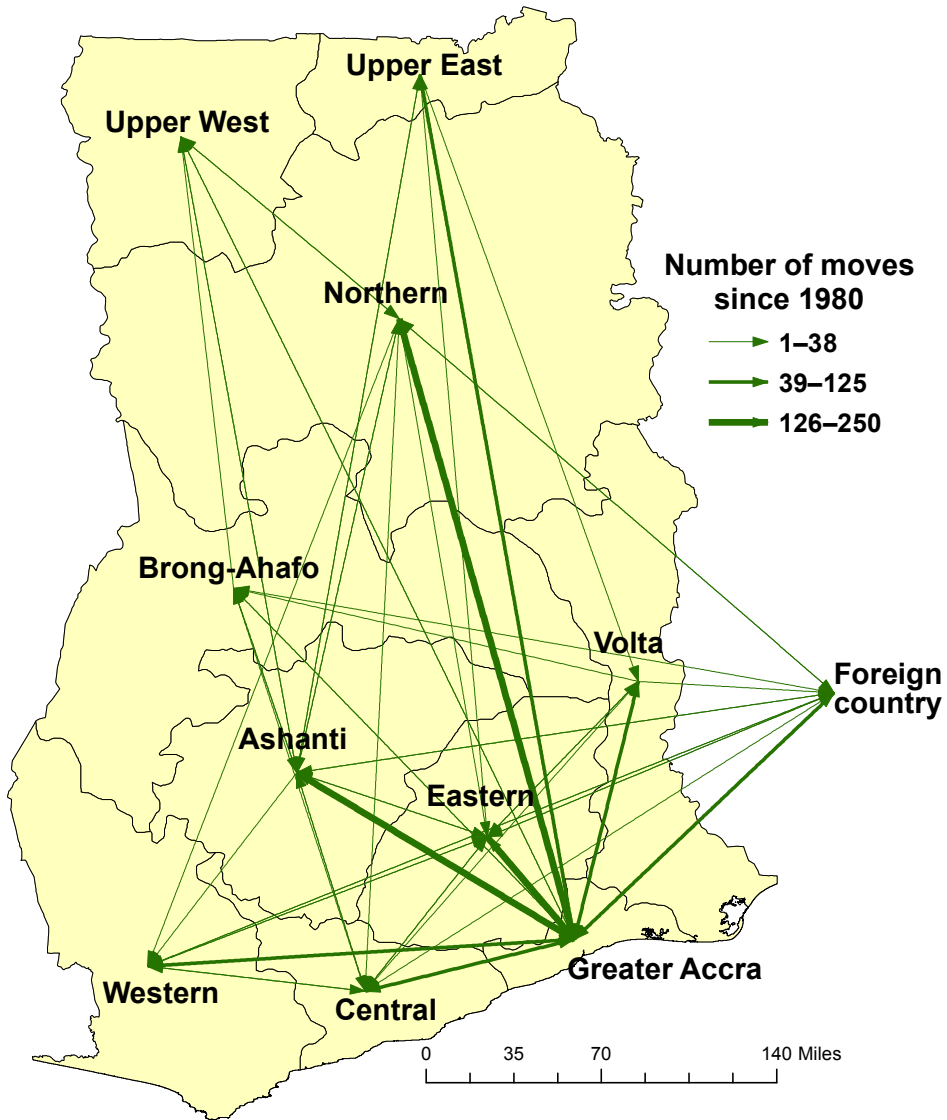 Upper East
Upper West
Number of moves
since 1980
Northern
1–38
39–125
126–250
Brong-Ahafo
Volta
Foreign
country
Ashanti
Eastern
Greater Accra
Western
Central
0 35 70 140 Miles